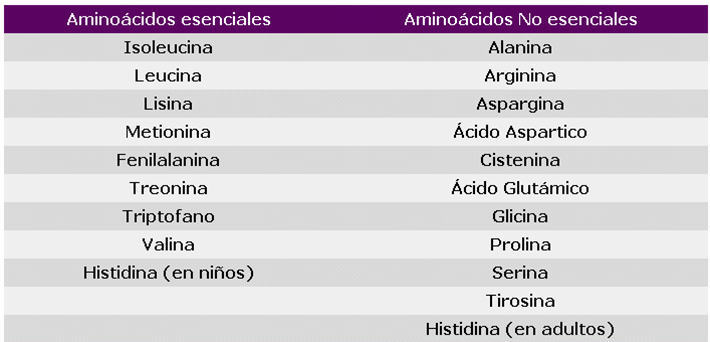 Aminoácidos esenciales Aminoácidos No esenciales
Isoleucina Alanina
Leucina Arginina
Lisina Aspargina
Metionina Ácido Aspartico
Fenilalanina Cistenina
Treonina Ácido Glutámico
Triptofano Glicina
Valina Prolina
Histidina (en niños) Serina
Tirosina
Histidina (en adultos)